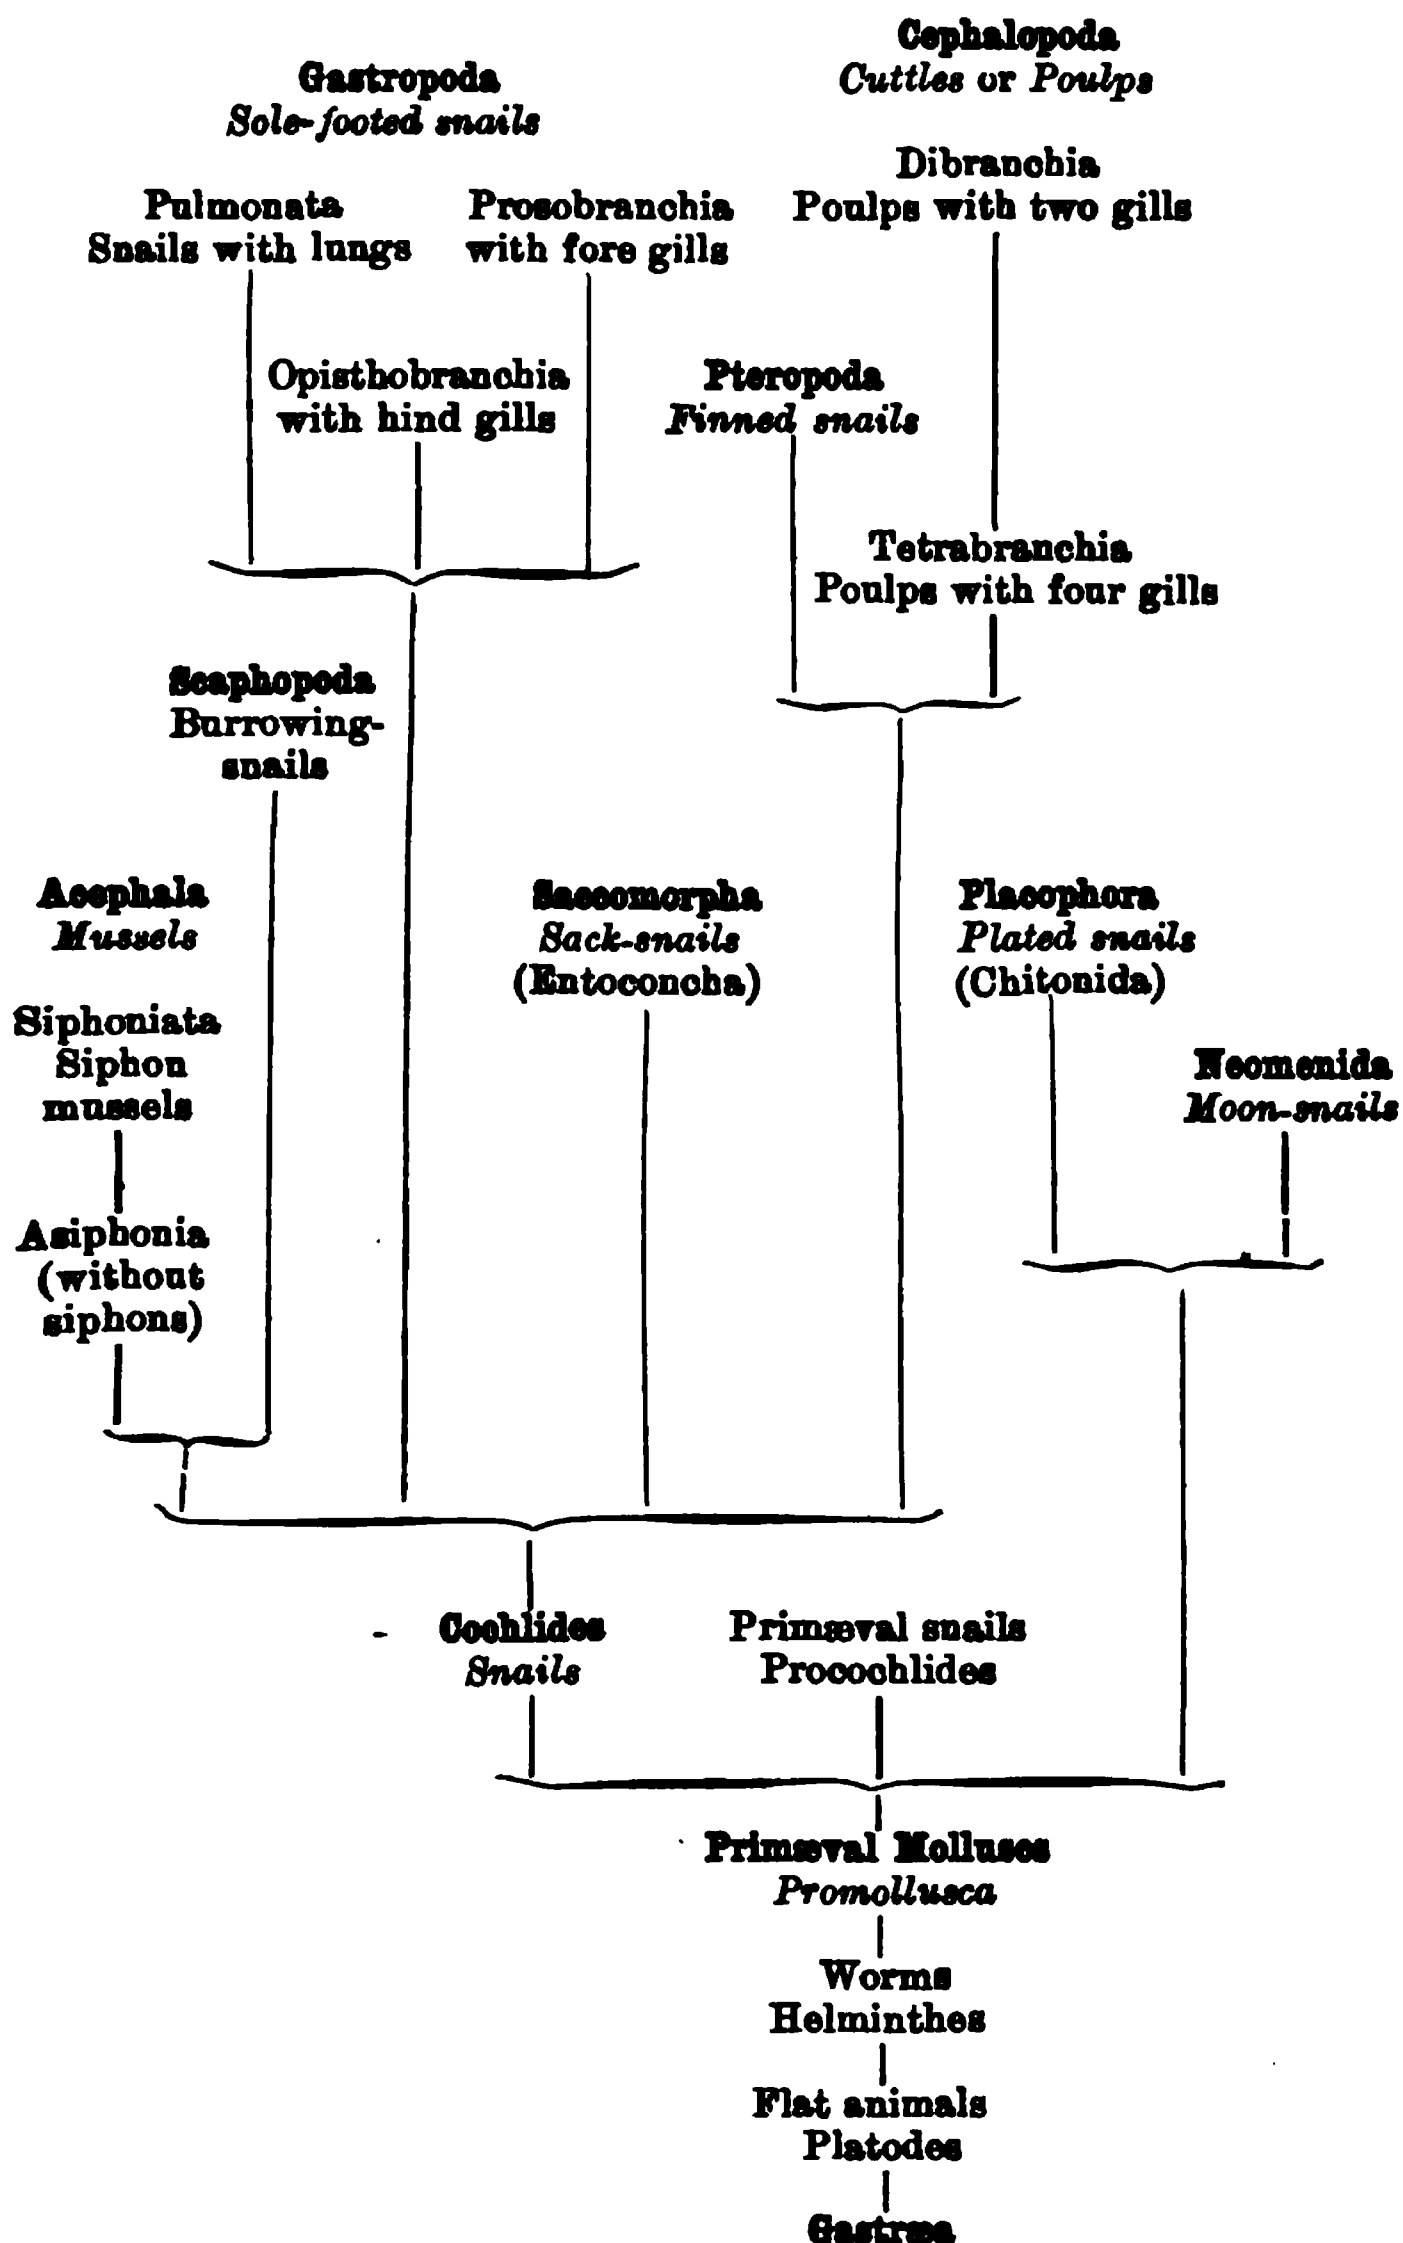 Cephalopoda
Cuttles or Poulps
Gastropoda
Sole-footed snails
Dibranchia
Poulps with two gills
Pulmonata
Snails with lungs
Prosobranchia
with fore gills
Opisthobranchia
with hind gills
Pteropoda
Finned snails
Tetrabranchia
Poulps with four gills
Scaphopoda
Burrowing-
snails
Acephala
Mussels
Saccomorpha
Sack-snails
(Entoconcha)
Placophora
Plated snails
(Chitonida)
Siphoniata
Siphon
mussels
Neomenida
Moon-snails
Asiphonia
(without
siphons)
Cochlides
Snails
Primæval snails
Procochlides
Primæval Molluscs
Promollusca
Worms
Helminthes
Flat animals
Platodes
Gastræa